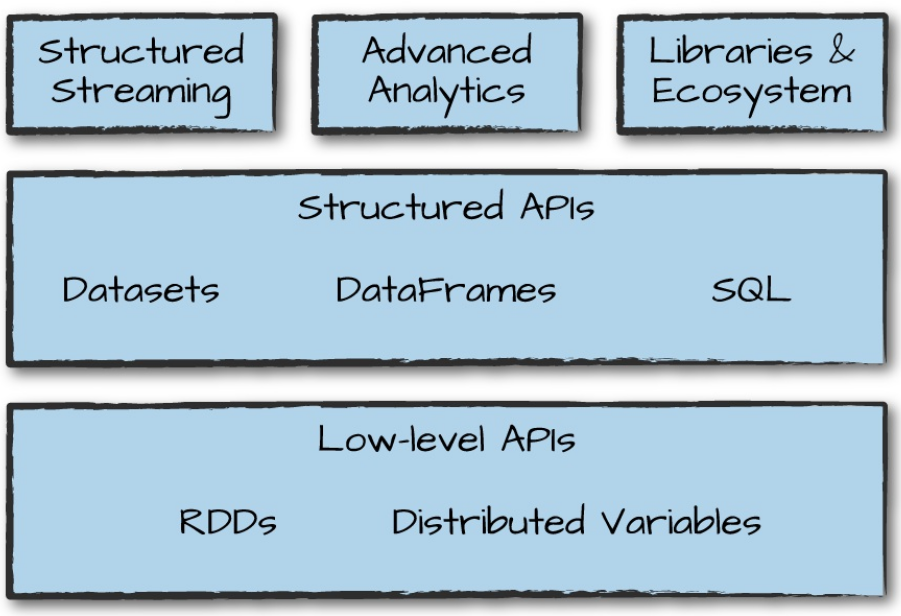 Structured
Streaming
Advanced
Analytics
Libraries &
Ecosystem
Structured APIs
Datasets DataFrames SQL
Low-level APIs
RDDs Distributed Variables